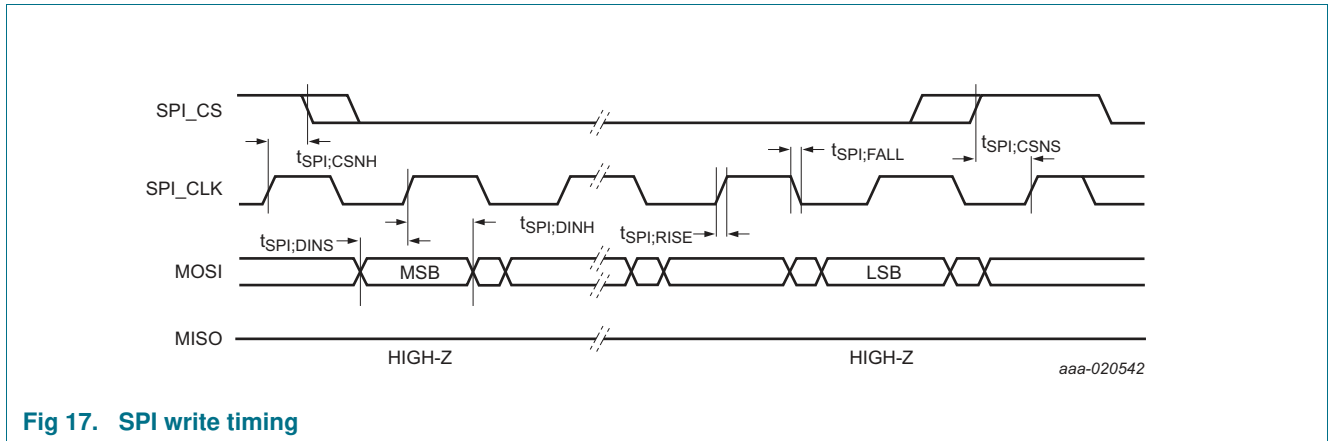 SPI_CS
tSPI;CSNH
tSPI;FALL
tSPI;CSNS
SPI_CLK
tSPI;DINS
tSPI;DINH
tSPI;RISE
MOSI
MSB
LSB
MISO
HIGH-Z
HIGH-Z
aaa-020542
Fig 17. SPI write timing